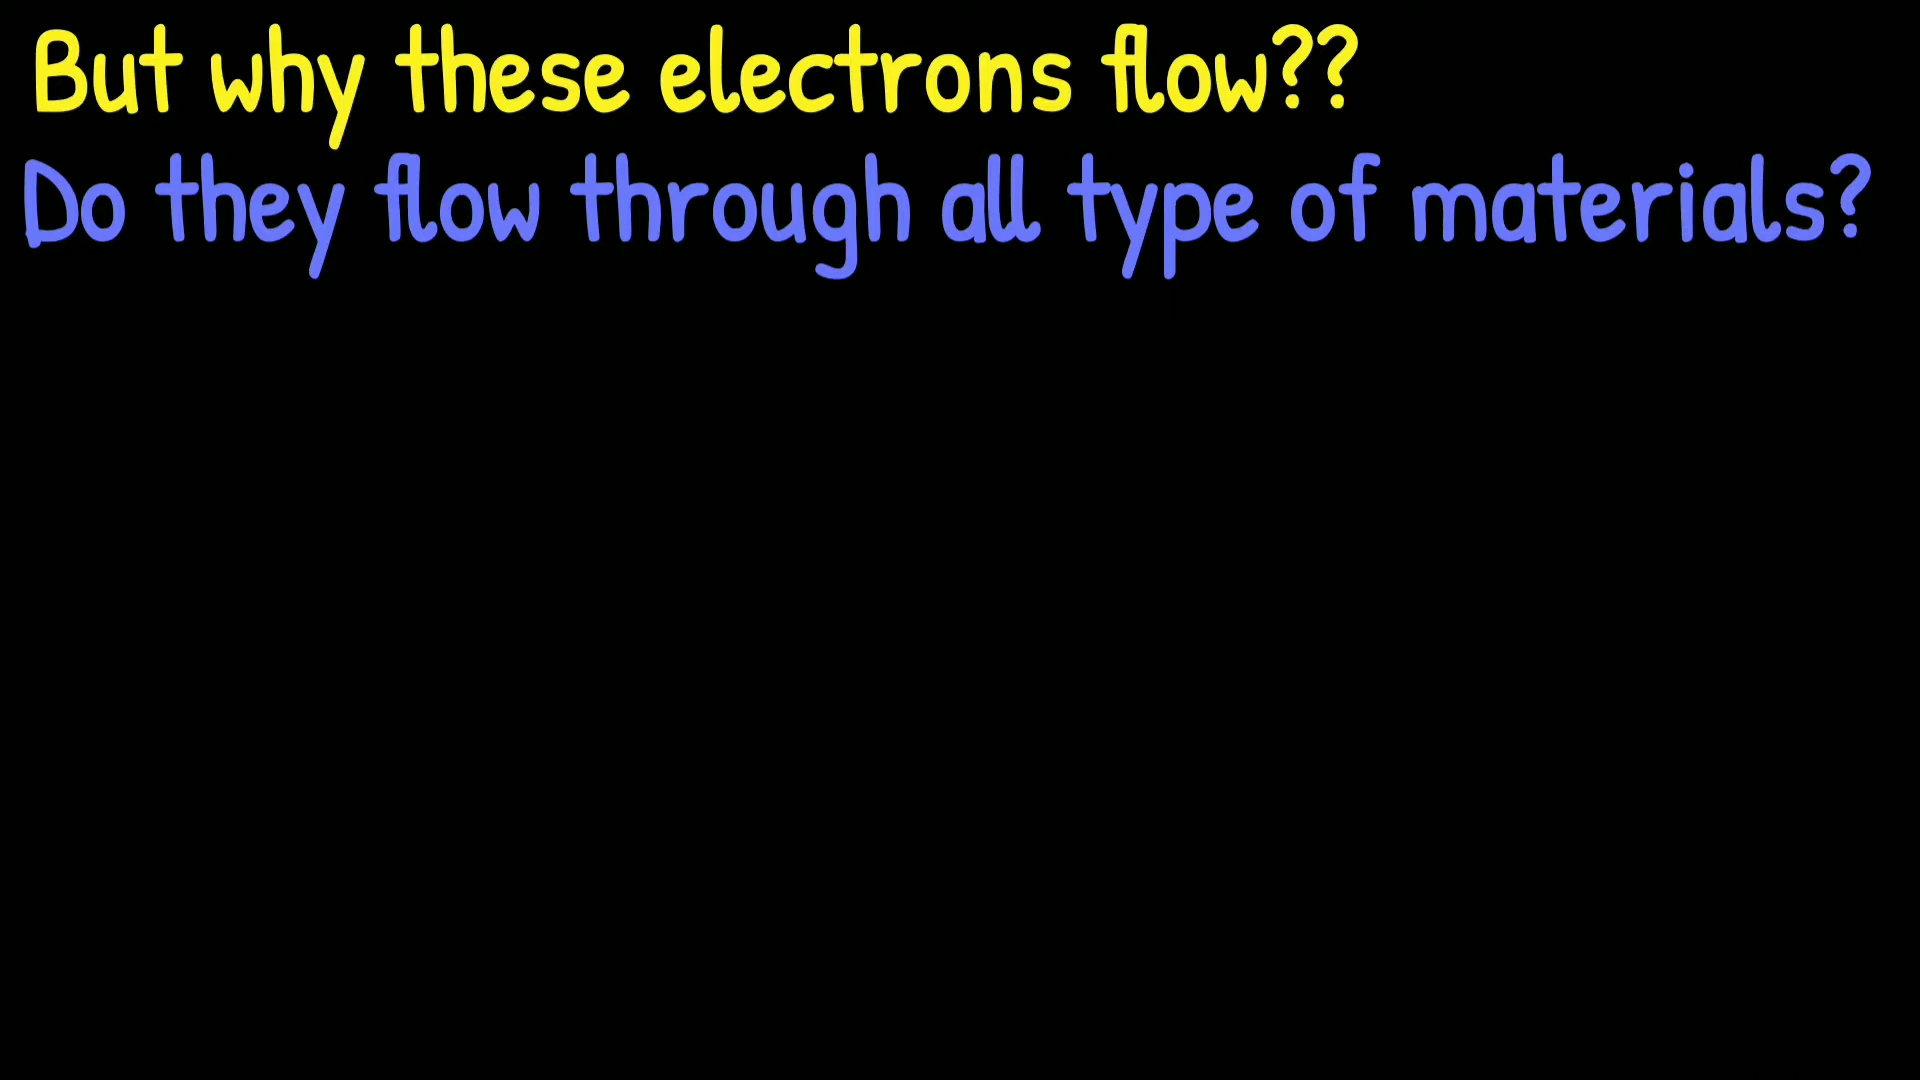 But why these electrons flow??
Do they flow through all type of materials?